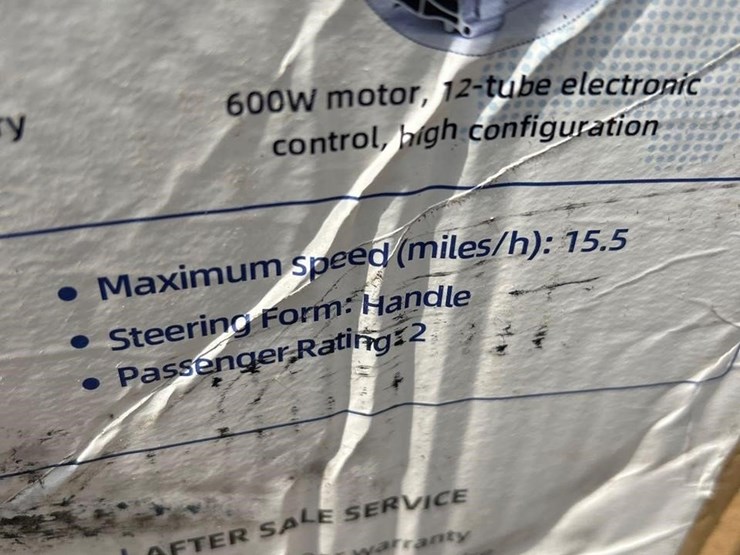 600W motor, 12-tube electronic
control, high configuration
• Maximum speed (miles/h): 15.5
• Steering Form: Handle
• Passenger Rating: 2
AFTER SALE SERVICE
warranty